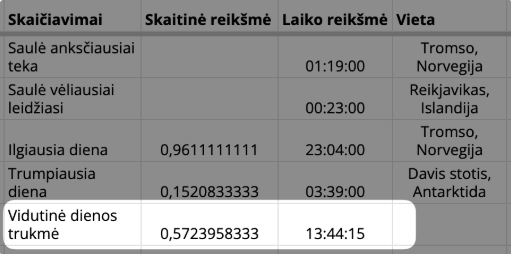 Skaičiavimai Skaitinė reikšmė Laiko reikšmė Vieta
Saulė anksčiausiai
teka 01:19:00 Tromso,
Norvegija
Saulė vėliausiai
leidžiasi 00:23:00 Reikjavikas,
Islandija
Ilgiausia diena 0,9611111111 23:04:00 Tromso,
Norvegija
Trumpiausia
diena 0,1520833333 03:39:00 Davis stotis,
Antarktida
Vidutinė dienos
trukmė 0,5723958333 13:44:15